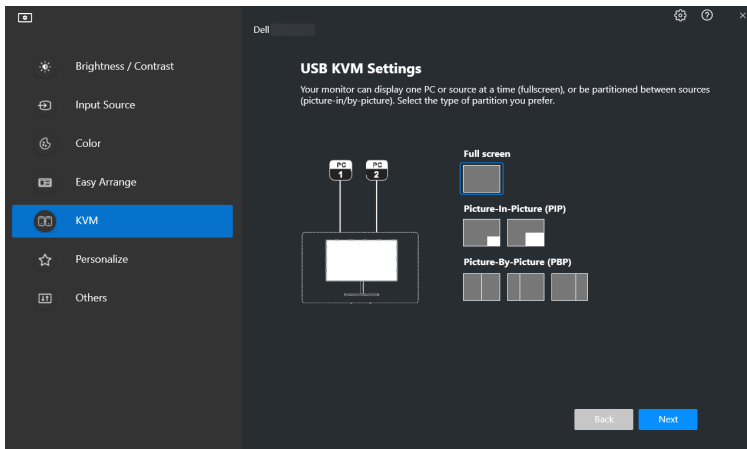 Dell
Brightness / Contrast
Input Source
Color
Easy Arrange
KVM
Personalize
Others
USB KVM Settings
Your monitor can display one PC or source at a time (fullscreen), or be partitioned between sources
(picture-in/by-picture). Select the type of partition you prefer.
PC
1
PC
2
Full screen
Picture-In-Picture (PIP)
Picture-By-Picture (PBP)
Back
Next